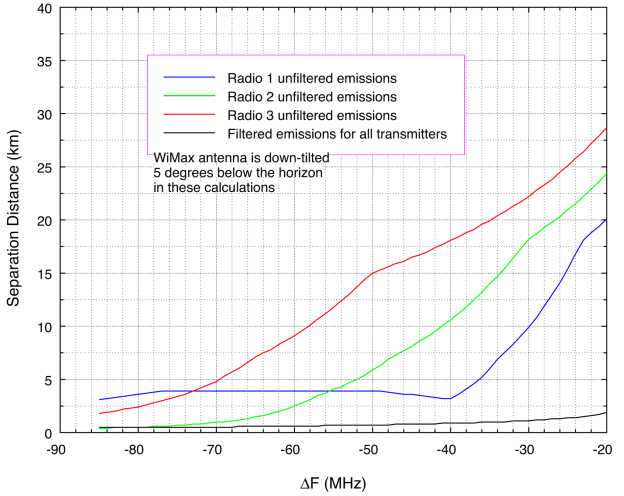 40
35
30
25
20
15
10
5
0
Separation Distance (km)
Radio 1 unfiltered emissions
Radio 2 unfiltered emissions
Radio 3 unfiltered emissions
Filtered emissions for all transmitters
WiMax antenna is down-tilted
5 degrees below the horizon
in these calculations
-90 -80 -70 -60 -50 -40 -30 -20
ΔF (MHz)